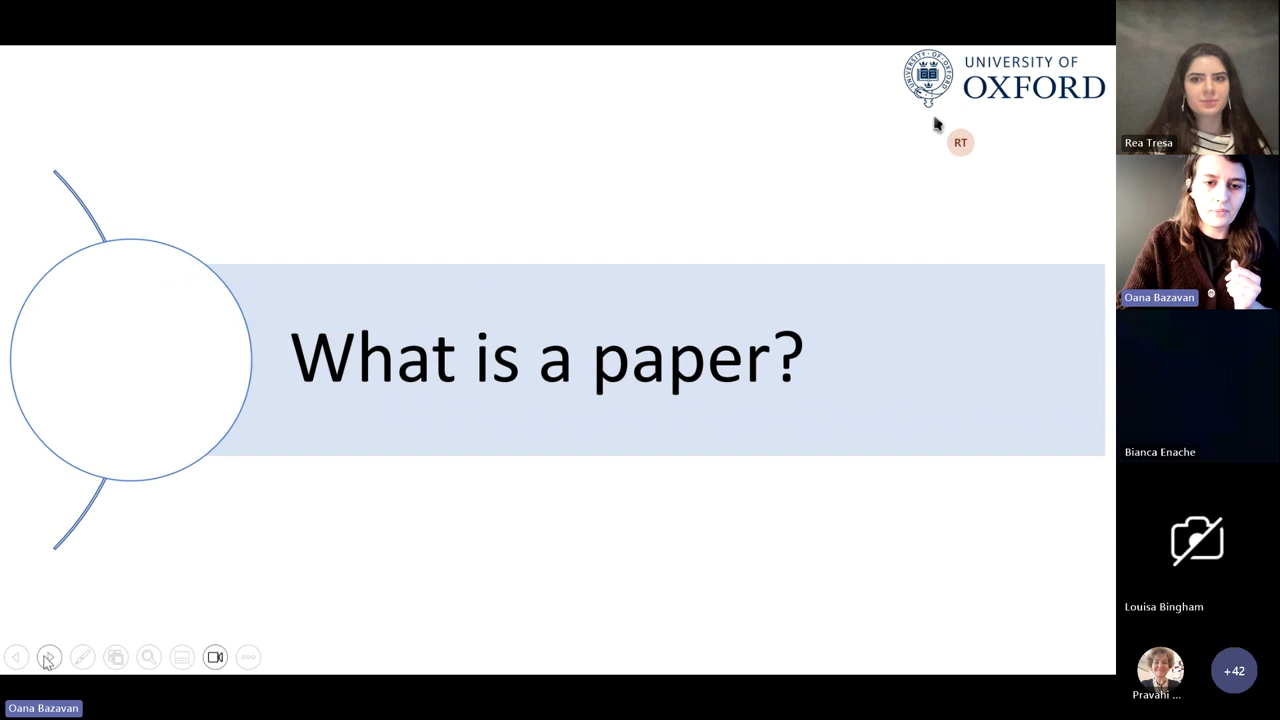 UNIVERSITY OF
OXFORD
RT
What is a paper?
Rea Tresa
Oana Bazavan
Bianca Enache
Louisa Bingham
Pravahi ...
+42
Oana Bazavan